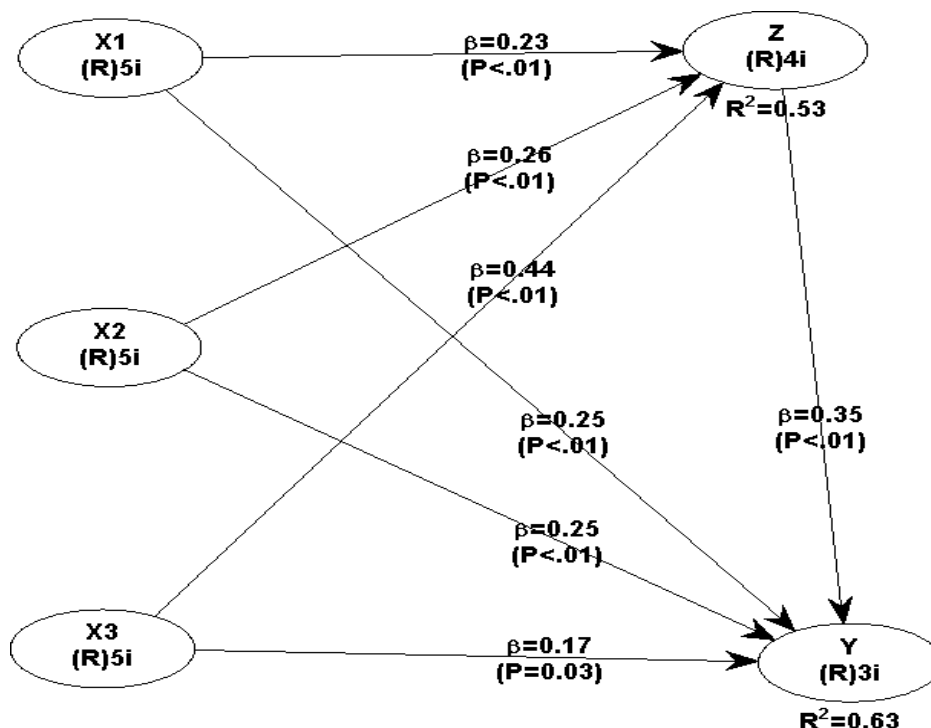 X1
(R)5i
β=0.23
(P<.01)
Z
(R)4i
R²=0.53
β=0.26
(P<.01)
β=0.44
(P<.01)
X2
(R)5i
β=0.25
(P<.01)
β=0.35
(P<.01)
β=0.25
(P<.01)
X3
(R)5i
β=0.17
(P=0.03)
Y
(R)3i
R²=0.63